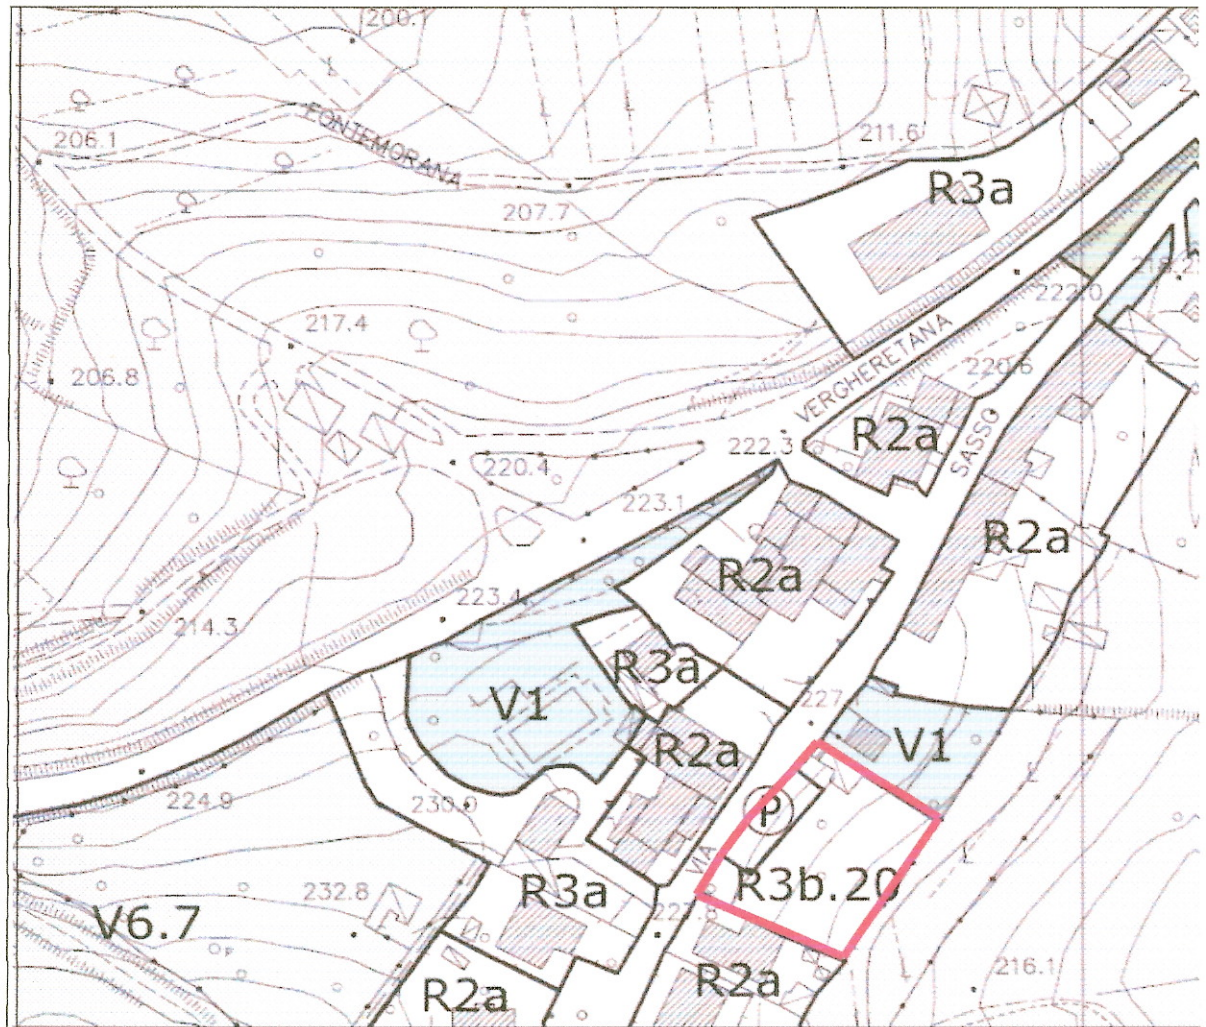 200.1
206.1
FONTEMORANA
211.6
R3a
207.7
222.0
217.4
VERGHERETANA
220.6
206.8
R2a
222.3
SASSO
220.4
223.1
R2a
R2a
223.4
214.3
R3a
V1
227.
V1
R2a
224.9
230.0
P
VIA
R3b.20
232.8
R3a
V6.7
216.1
R2a
R2a